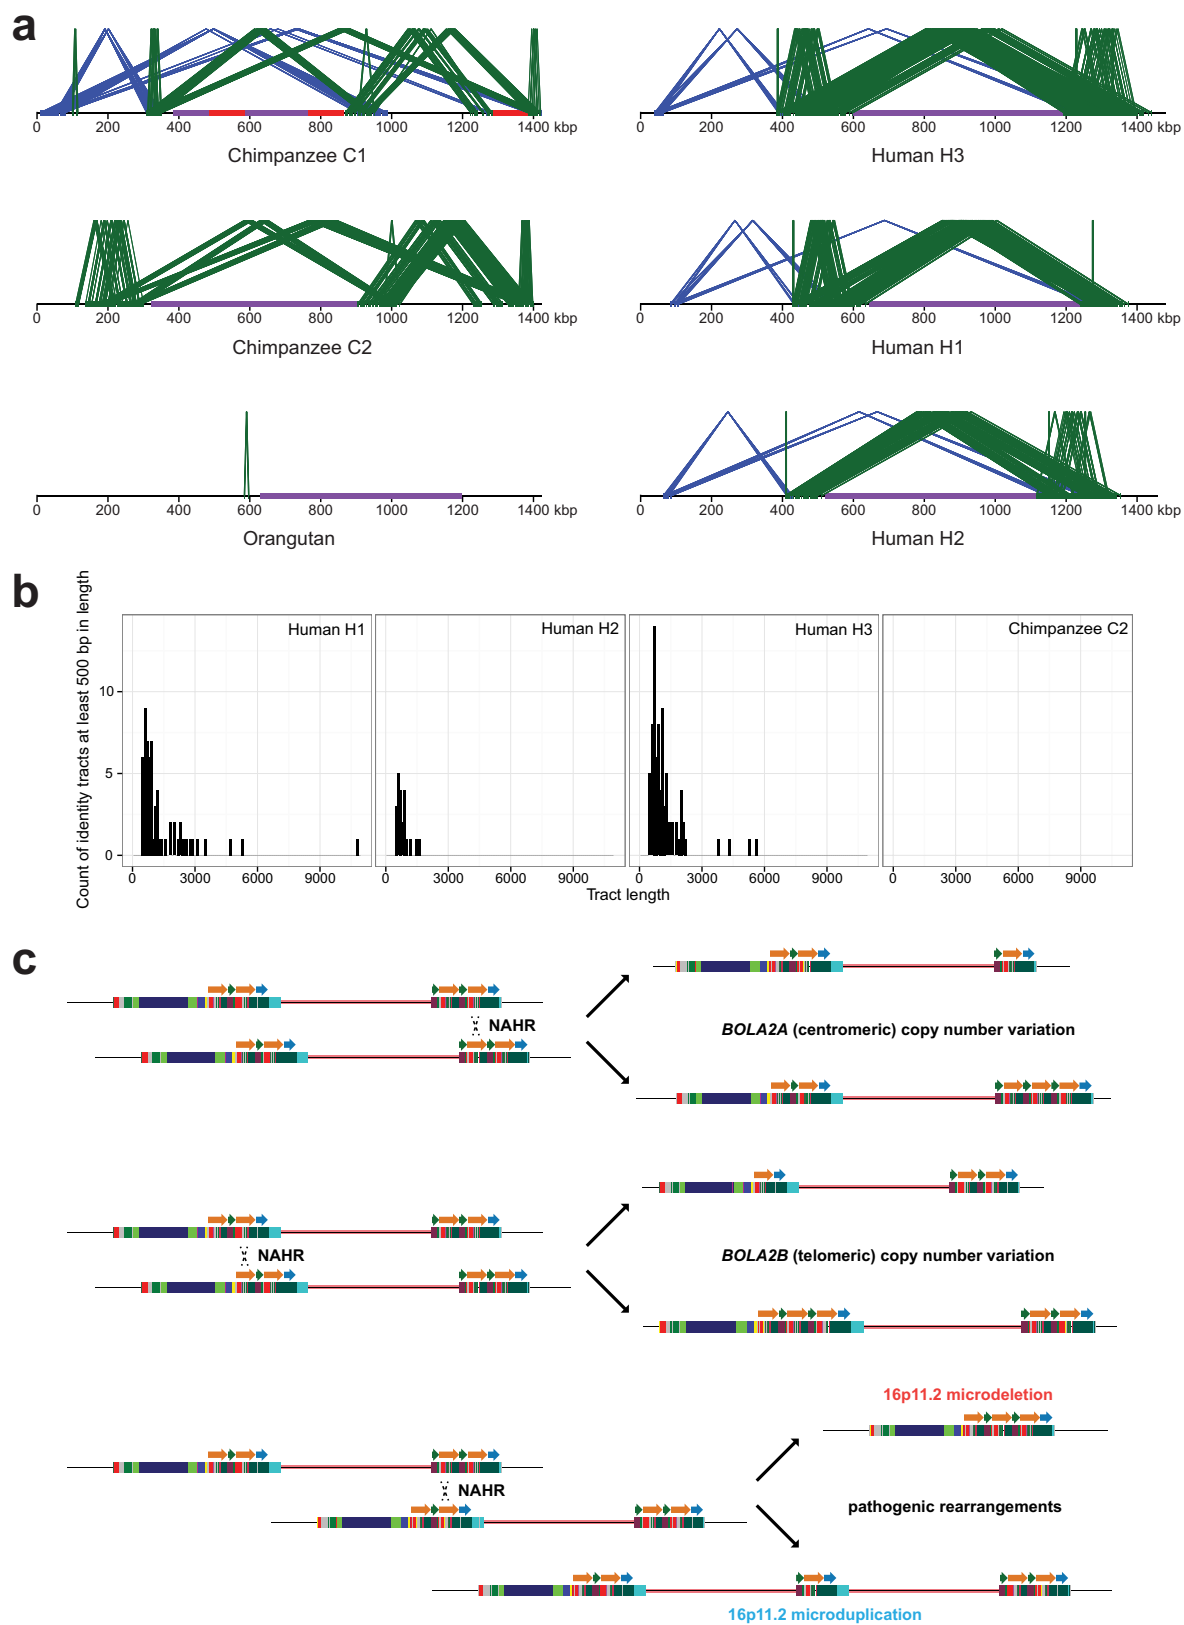 a
0 200 400 600 800 1000 1200 1400 kbp
Chimpanzee C1
0 200 400 600 800 1000 1200 1400 kbp
Human H3
0 200 400 600 800 1000 1200 1400 kbp
Chimpanzee C2
0 200 400 600 800 1000 1200 1400 kbp
Human H1
0 200 400 600 800 1000 1200 1400 kbp
Orangutan
0 200 400 600 800 1000 1200 1400 kbp
Human H2
b
Count of identity tracts at least 500 bp in length
Human H1
Human H2
Human H3
Chimpanzee C2
10
5
0
0 3000 6000 9000
0 3000 6000 9000
0 3000 6000 9000
0 3000 6000 9000
Tract length
c
NAHR
BOLA2A (centromeric) copy number variation
NAHR
BOLA2B (telomeric) copy number variation
16p11.2 microdeletion
NAHR
pathogenic rearrangements
16p11.2 microduplication